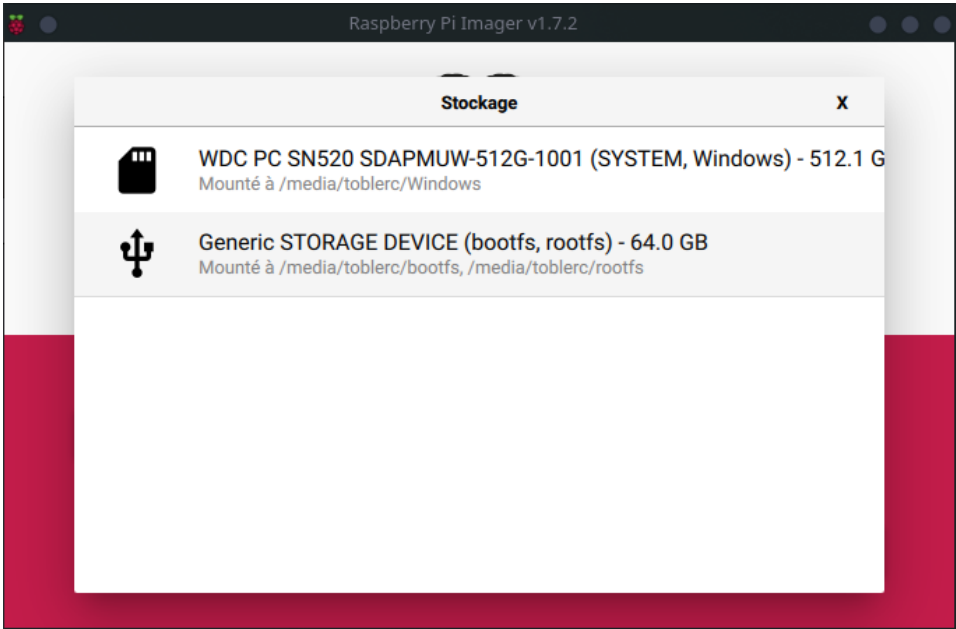 Raspberry Pi Imager v1.7.2
Stockage
X
WDC PC SN520 SDAPMUW-512G-1001 (SYSTEM, Windows) - 512.1 G
Mounté à /media/toblerc/Windows
Generic STORAGE DEVICE (bootfs, rootfs) - 64.0 GB
Mounté à /media/toblerc/bootfs, /media/toblerc/rootfs